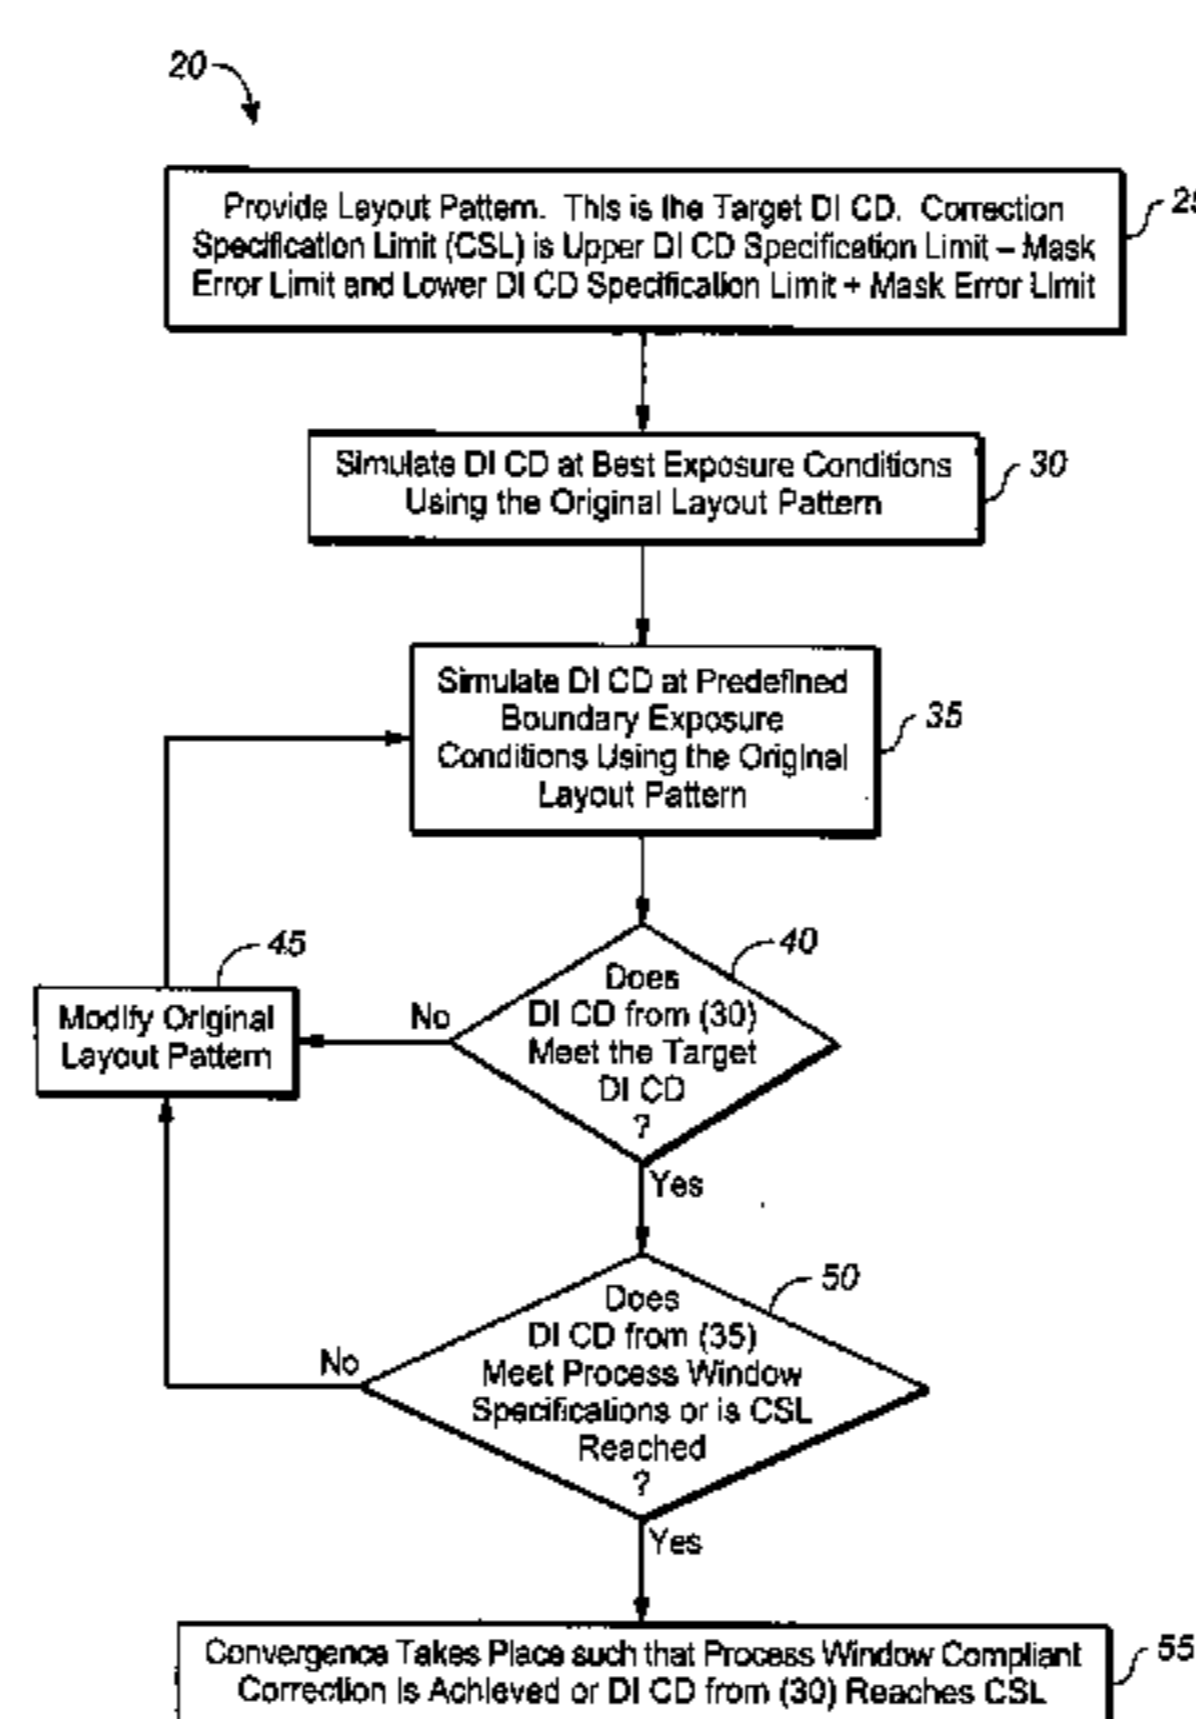 20
Provide Layout Pattern. This is the Target DI CD. Correction
Specification Limit (CSL) is Upper DI CD Specification Limit – Mask
Error Limit and Lower DI CD Specification Limit + Mask Error Limit
Simulate DI CD at Best Exposure Conditions
Using the Original Layout Pattern
30
Simulate DI CD at Predefined
Boundary Exposure
Conditions Using the Original
Layout Pattern
35
45
Modify Original
Layout Pattern
No
40
Does
DI CD from (30)
Meet the Target
DI CD
?
Yes
50
Does
DI CD from (35)
Meet Process Window
Specifications or is CSL
Reached
?
No
Yes
Convergence Takes Place such that Process Window Compliant
Correction is Achieved or DI CD from (30) Reaches CSL
55